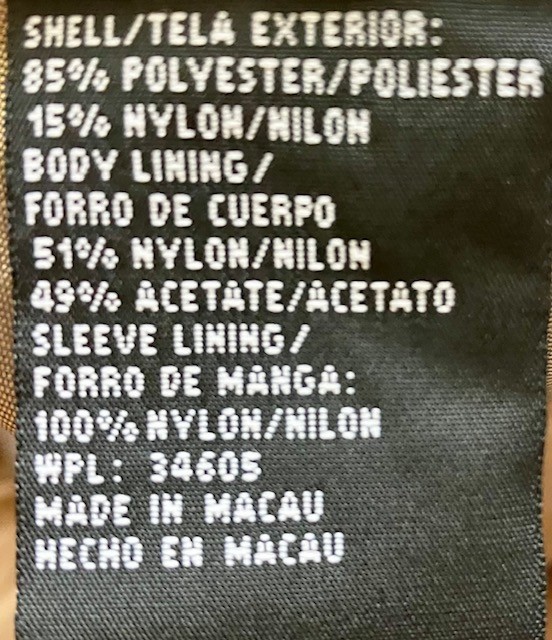 SHELL/TELA EXTERIOR:
85% POLYESTER/POLIESTER
15% NYLON/NILON
BODY LINING/
FORRO DE CUERPO
51% NYLON/NILON
49% ACETATE/ACETATO
SLEEVE LINING/
FORRO DE MANGA:
100% NYLON/NILON
WPL: 34605
MADE IN MACAU
HECHO EN MACAU